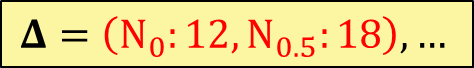 Δ = (N₀: 12, N₀.₅: 18), ...